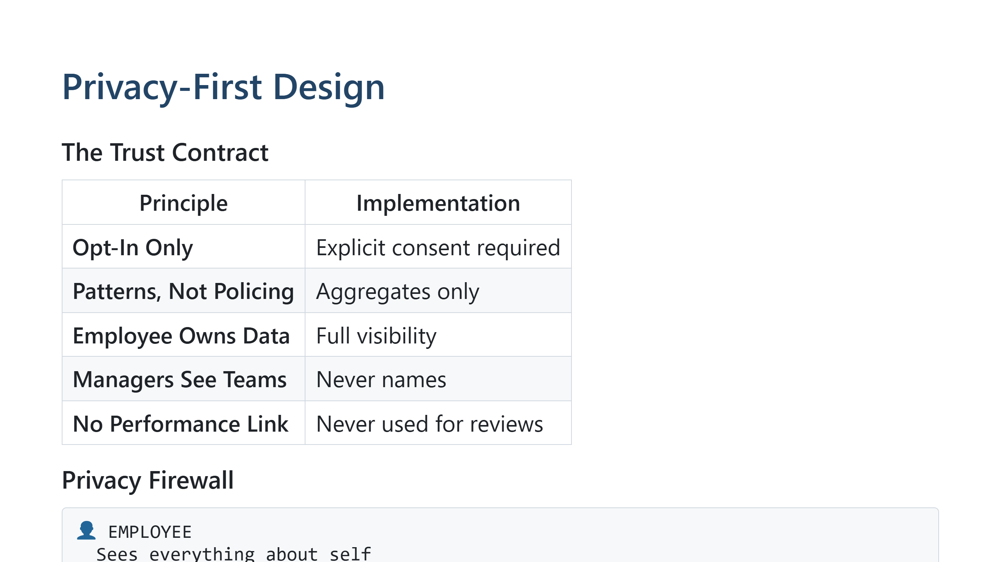 Privacy-First Design
The Trust Contract
Principle Implementation
Opt-In Only Explicit consent required
Patterns, Not Policing Aggregates only
Employee Owns Data Full visibility
Managers See Teams Never names
No Performance Link Never used for reviews
Privacy Firewall
EMPLOYEE
Sees everything about self